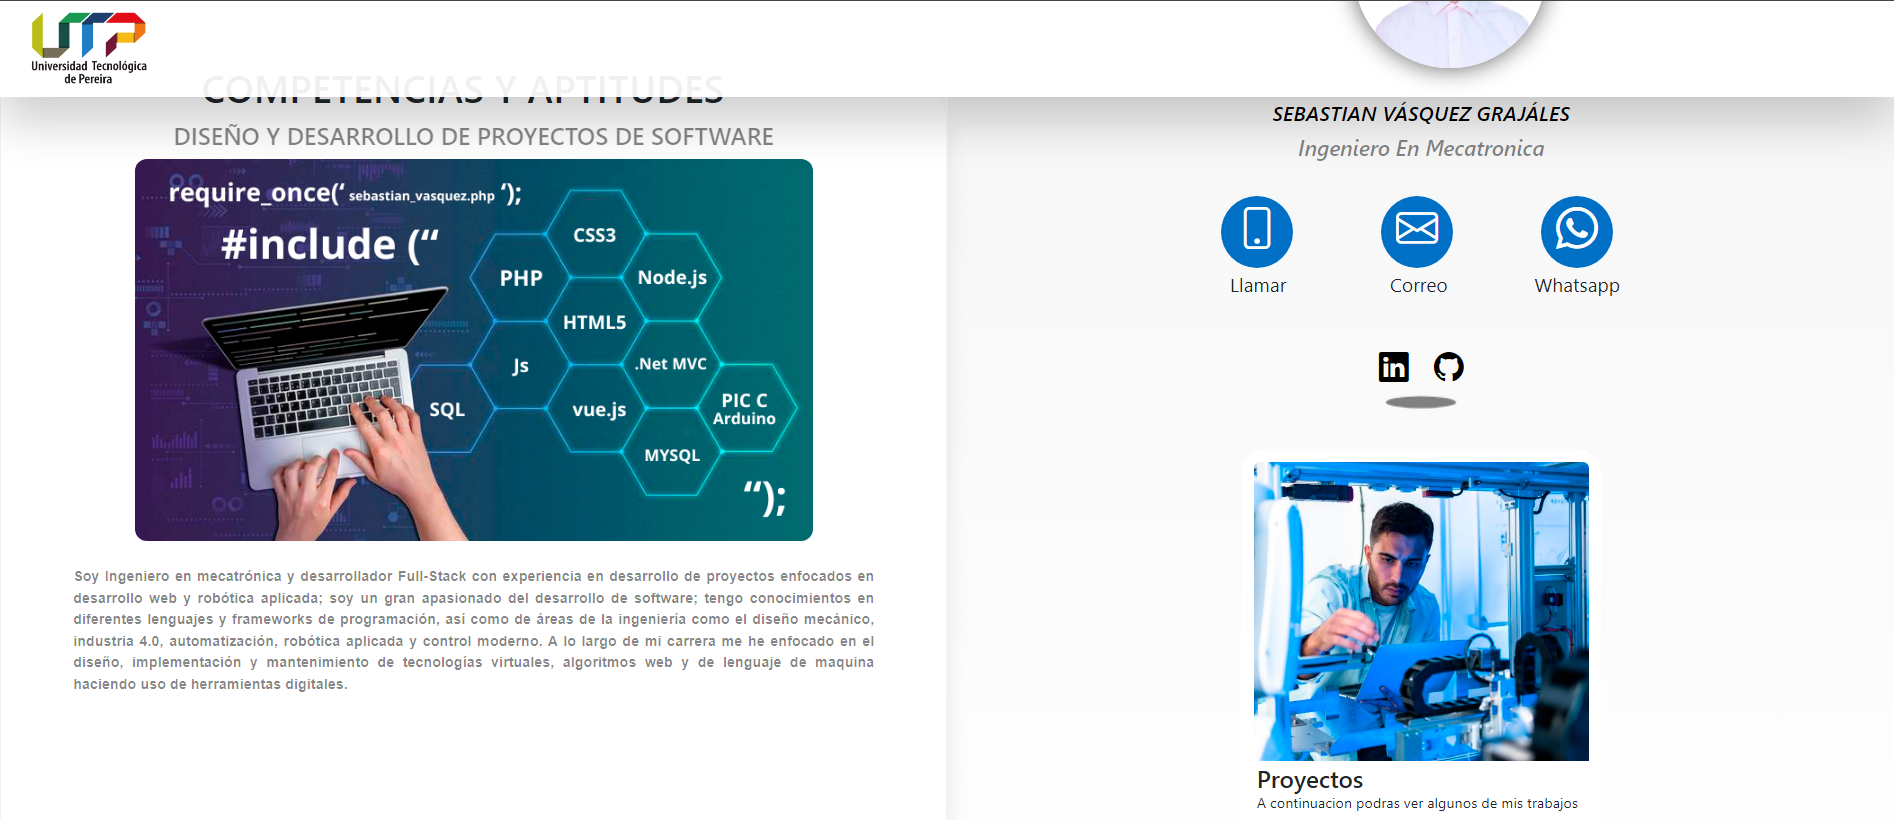 Universidad Tecnológica
de Pereira
COMPETENCIAS Y APTITUDES
DISEÑO Y DESARROLLO DE PROYECTOS DE SOFTWARE
require_once(‘ sebastian_vasquez.php ‘);
#include (“
CSS3
PHP
Node.js
HTML5
Js
.Net MVC
SQL
vue.js
PIC C
Arduino
MYSQL
“);
Soy Ingeniero en mecatrónica y desarrollador Full-Stack con experiencia en desarrollo de proyectos enfocados en
desarrollo web y robótica aplicada; soy un gran apasionado del desarrollo de software; tengo conocimientos en
diferentes lenguajes y frameworks de programación, así como de áreas de la ingeniería como el diseño mecánico,
industria 4.0, automatización, robótica aplicada y control moderno. A lo largo de mi carrera me he enfocado en el
diseño, implementación y mantenimiento de tecnologías virtuales, algoritmos web y de lenguaje de maquina
haciendo uso de herramientas digitales.
SEBASTIAN VÁSQUEZ GRAJÁLES
Ingeniero En Mecatronica
Llamar
Correo
Whatsapp
in
Proyectos
A continuacion podras ver algunos de mis trabajos